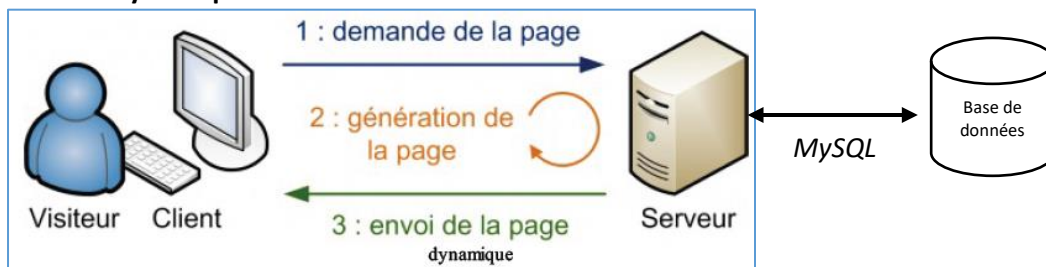 1 : demande de la page
2 : génération de
la page
3 : envoi de la page
dynamique
Visiteur
Client
Serveur
MySQL
Base de
données